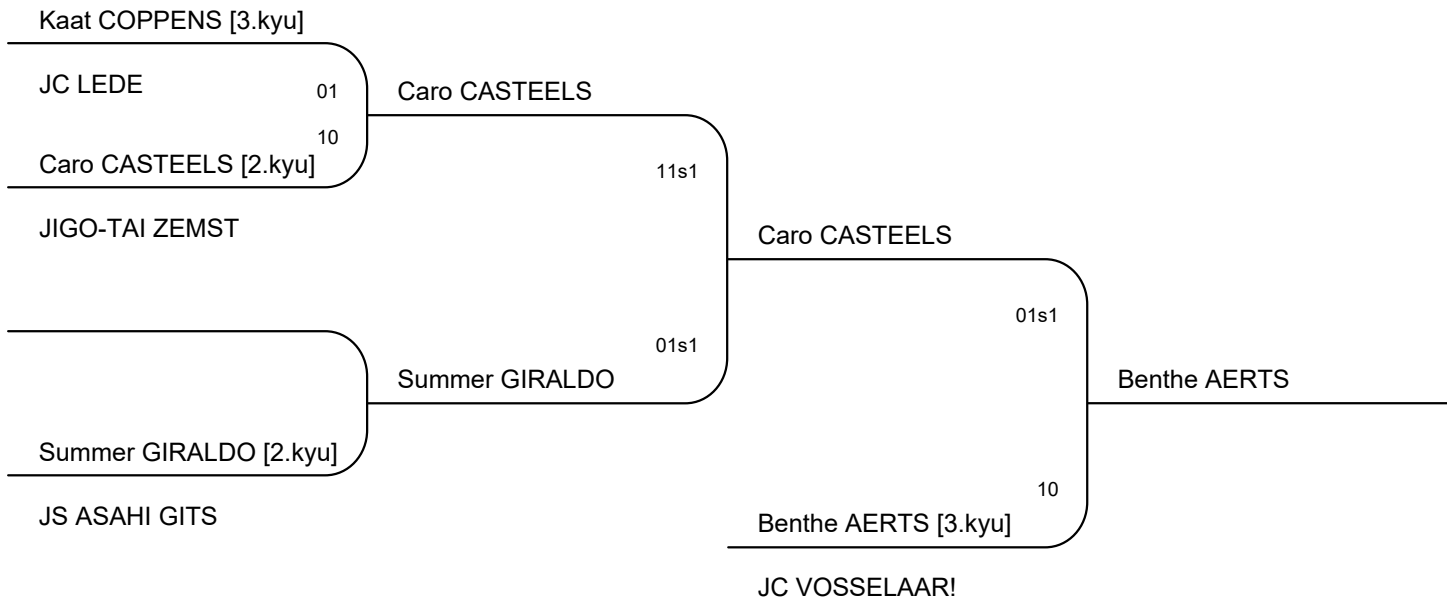 Kaat COPPENS [3.kyu]
JC LEDE
01
10
Caro CASTEELS [2.kyu]
JIGO-TAI ZEMST
Caro CASTEELS
11s1
01s1
Summer GIRALDO
Summer GIRALDO [2.kyu]
JS ASAHI GITS
Caro CASTEELS
01s1
10
Benthe AERTS [3.kyu]
JC VOSSELAAR!
Benthe AERTS